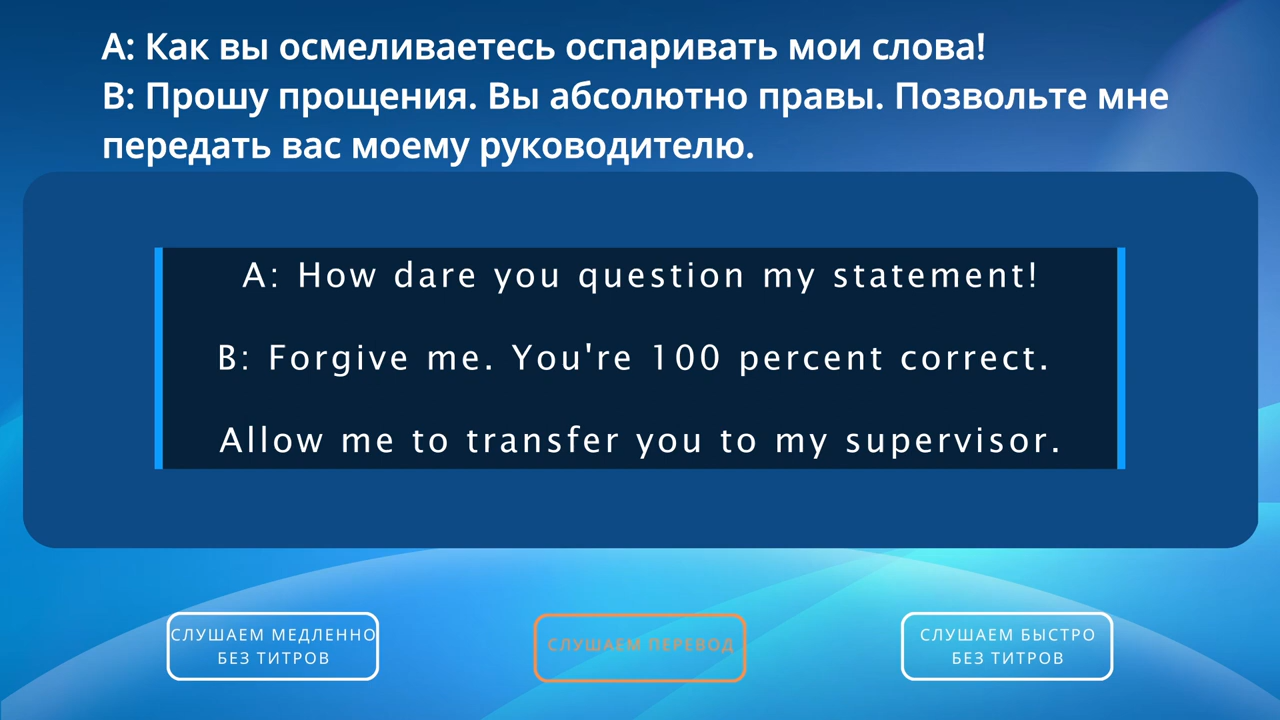 A: Как вы осмеливаетесь оспаривать мои слова!
B: Прошу прощения. Вы абсолютно правы. Позвольте мне
передать вас моему руководителю.
A: How dare you question my statement!
B: Forgive me. You're 100 percent correct.
Allow me to transfer you to my supervisor.
СЛУШАЕМ МЕДЛЕННО
БЕЗ ТИТРОВ
СЛУШАЕМ ПЕРЕВОД
СЛУШАЕМ БЫСТРО
БЕЗ ТИТРОВ